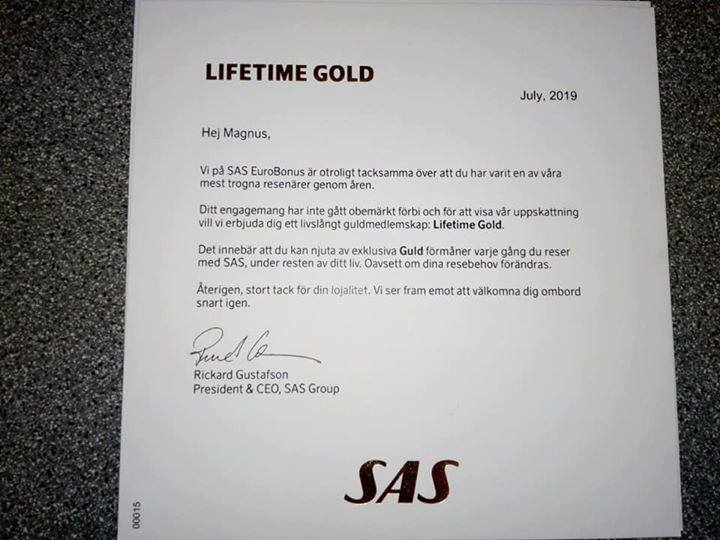 LIFETIME GOLD
July, 2019
Hej Magnus,
Vi på SAS EuroBonus är otroligt tacksamma över att du har varit en av våra
mest trogna resenärer genom åren.
Ditt engagemang har inte gått obemärkt förbi och för att visa vår uppskattning
vill vi erbjuda dig ett livslångt guldmedlemskap: Lifetime Gold.
Det innebär att du kan njuta av exklusiva Guld förmåner varje gång du reser
med SAS, under resten av ditt liv. Oavsett om dina resebehov förändras.
Återigen, stort tack för din lojalitet. Vi ser fram emot att välkomna dig ombord
snart igen.
Rickard Gustafson
President & CEO, SAS Group
SAS
00015